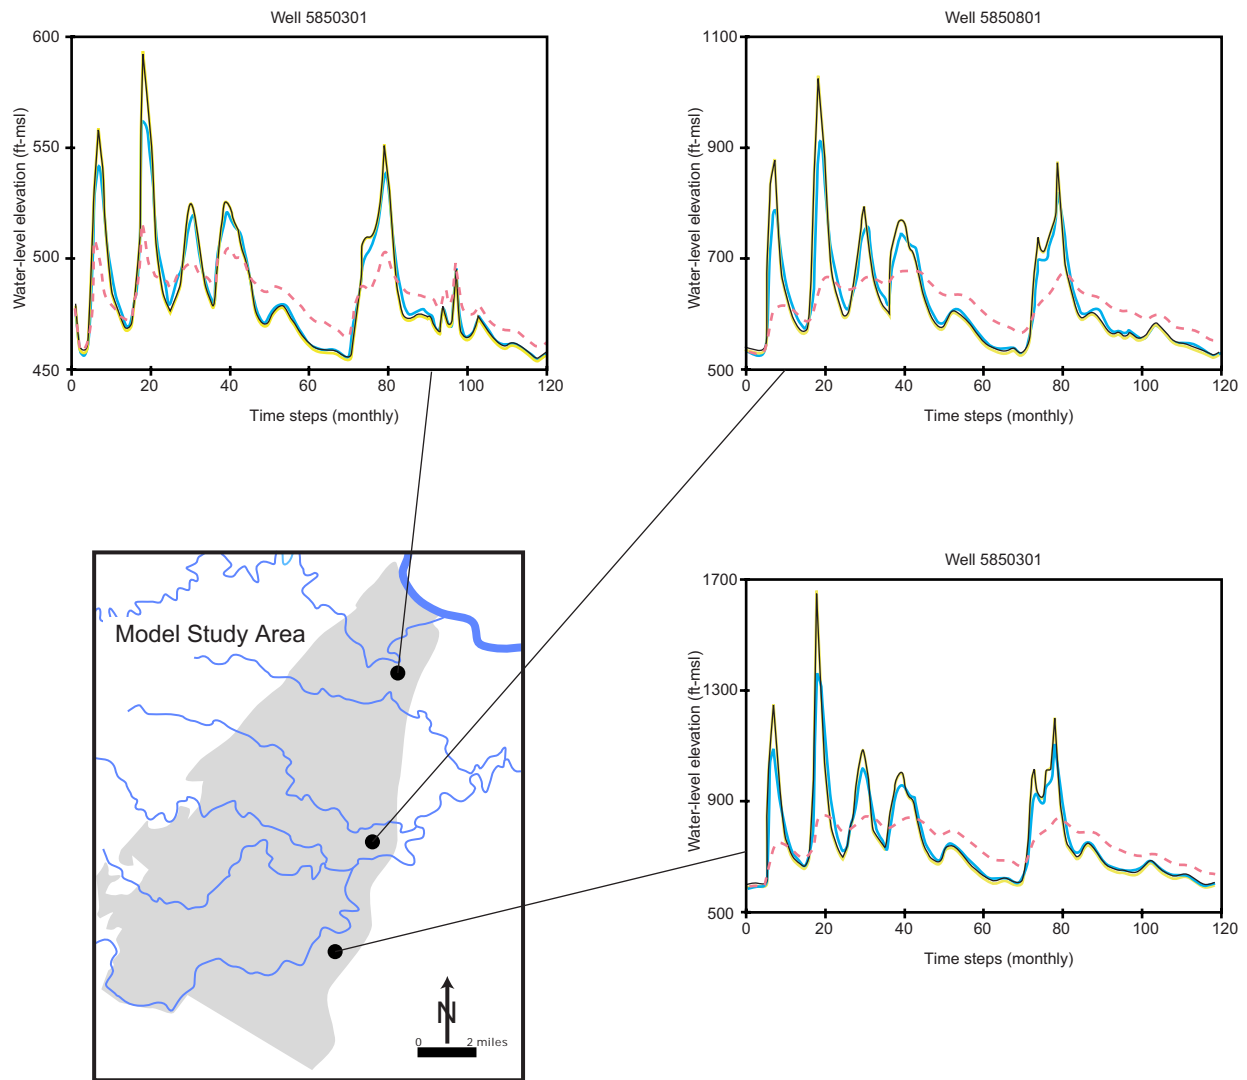 Well 5850301
600
550
500
450
0
20
40
60
80
100
120
Water-level elevation (ft-msl)
Time steps (monthly)
Well 5850801
1100
900
700
500
0
20
40
60
80
100
120
Water-level elevation (ft-msl)
Time steps (monthly)
Model Study Area
N
0 2 miles
Well 5850301
1700
1300
900
500
0
20
40
60
80
100
120
Water-level elevation (ft-msl)
Time steps (monthly)